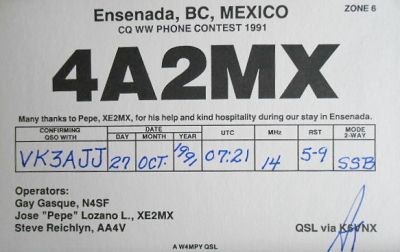 Ensenada, BC, MEXICO ZONE 6
CQ WW PHONE CONTEST 1991
4A2MX
Many thanks to Pepe, XE2MX, for his help and kind hospitality during our stay in Ensenada.
CONFIRMING QSO WITH DATE DAY MONTH YEAR UTC MHz RST MODE 2-WAY
VK3AJJ 27 OCT. 1991 07:21 14 5-9 SSB
Operators:
Gay Gasque, N4SF
Jose "Pepe" Lozano L., XE2MX
Steve Reichlyn, AA4V QSL via K6VNX
A W4MPY QSL